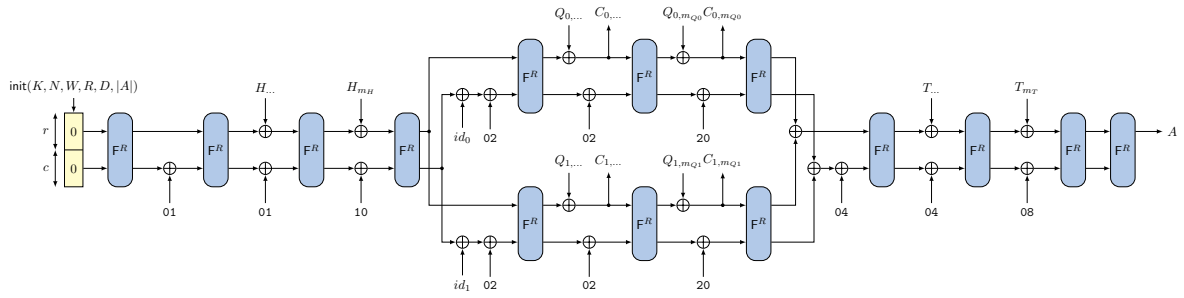 Q_{0,...} C_{0,...} Q_{0,m_{Q0}} C_{0,m_{Q0}}
F^R F^R F^R
init(K, N, W, R, D, |A|)
H_{...} H_{m_H}
id_0 02 02 20
T_{...} T_{m_T}
r 0
c 0
F^R F^R F^R F^R
F^R F^R F^R F^R
A
Q_{1,...} C_{1,...} Q_{1,m_{Q1}} C_{1,m_{Q1}}
01 01 10
04 04 08
F^R F^R F^R
id_1 02 02 20